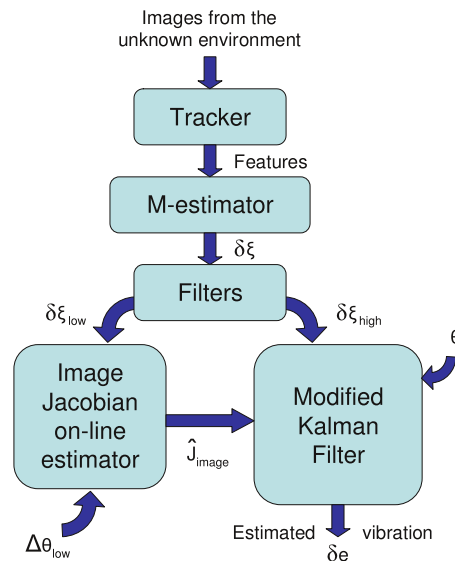 Images from the
unknown environment
Tracker
Features
M-estimator
δξ
Filters
δξlow
δξhigh
Image
Jacobian
on-line
estimator
Ĵimage
Modified
Kalman
Filter
Δθlow
Estimated vibration
δe